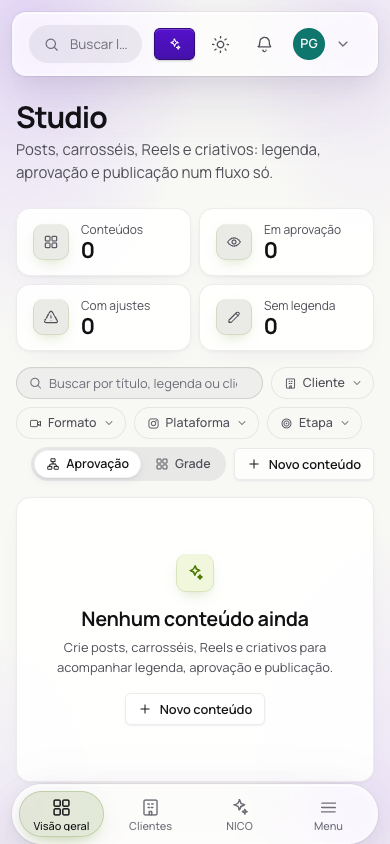 Buscar l...
PG
Studio
Posts, carrosséis, Reels e criativos: legenda,
aprovação e publicação num fluxo só.
Conteúdos
0
Em aprovação
0
Com ajustes
0
Sem legenda
0
Buscar por título, legenda ou clie
Cliente
Formato
Plataforma
Etapa
Aprovação
Grade
Novo conteúdo
Nenhum conteúdo ainda
Crie posts, carrosséis, Reels e criativos para
acompanhar legenda, aprovação e publicação.
Novo conteúdo
Visão geral
Clientes
NICO
Menu